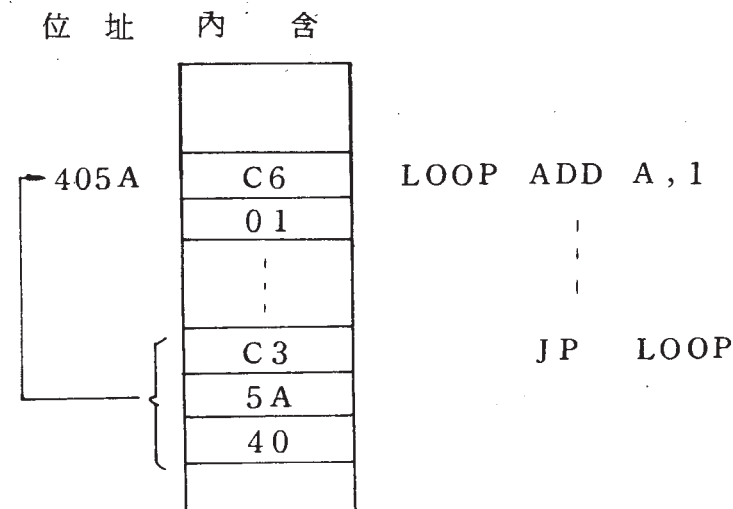 位址 內含
405A C6 LOOP ADD A,1
01
C3 JP LOOP
5A
40